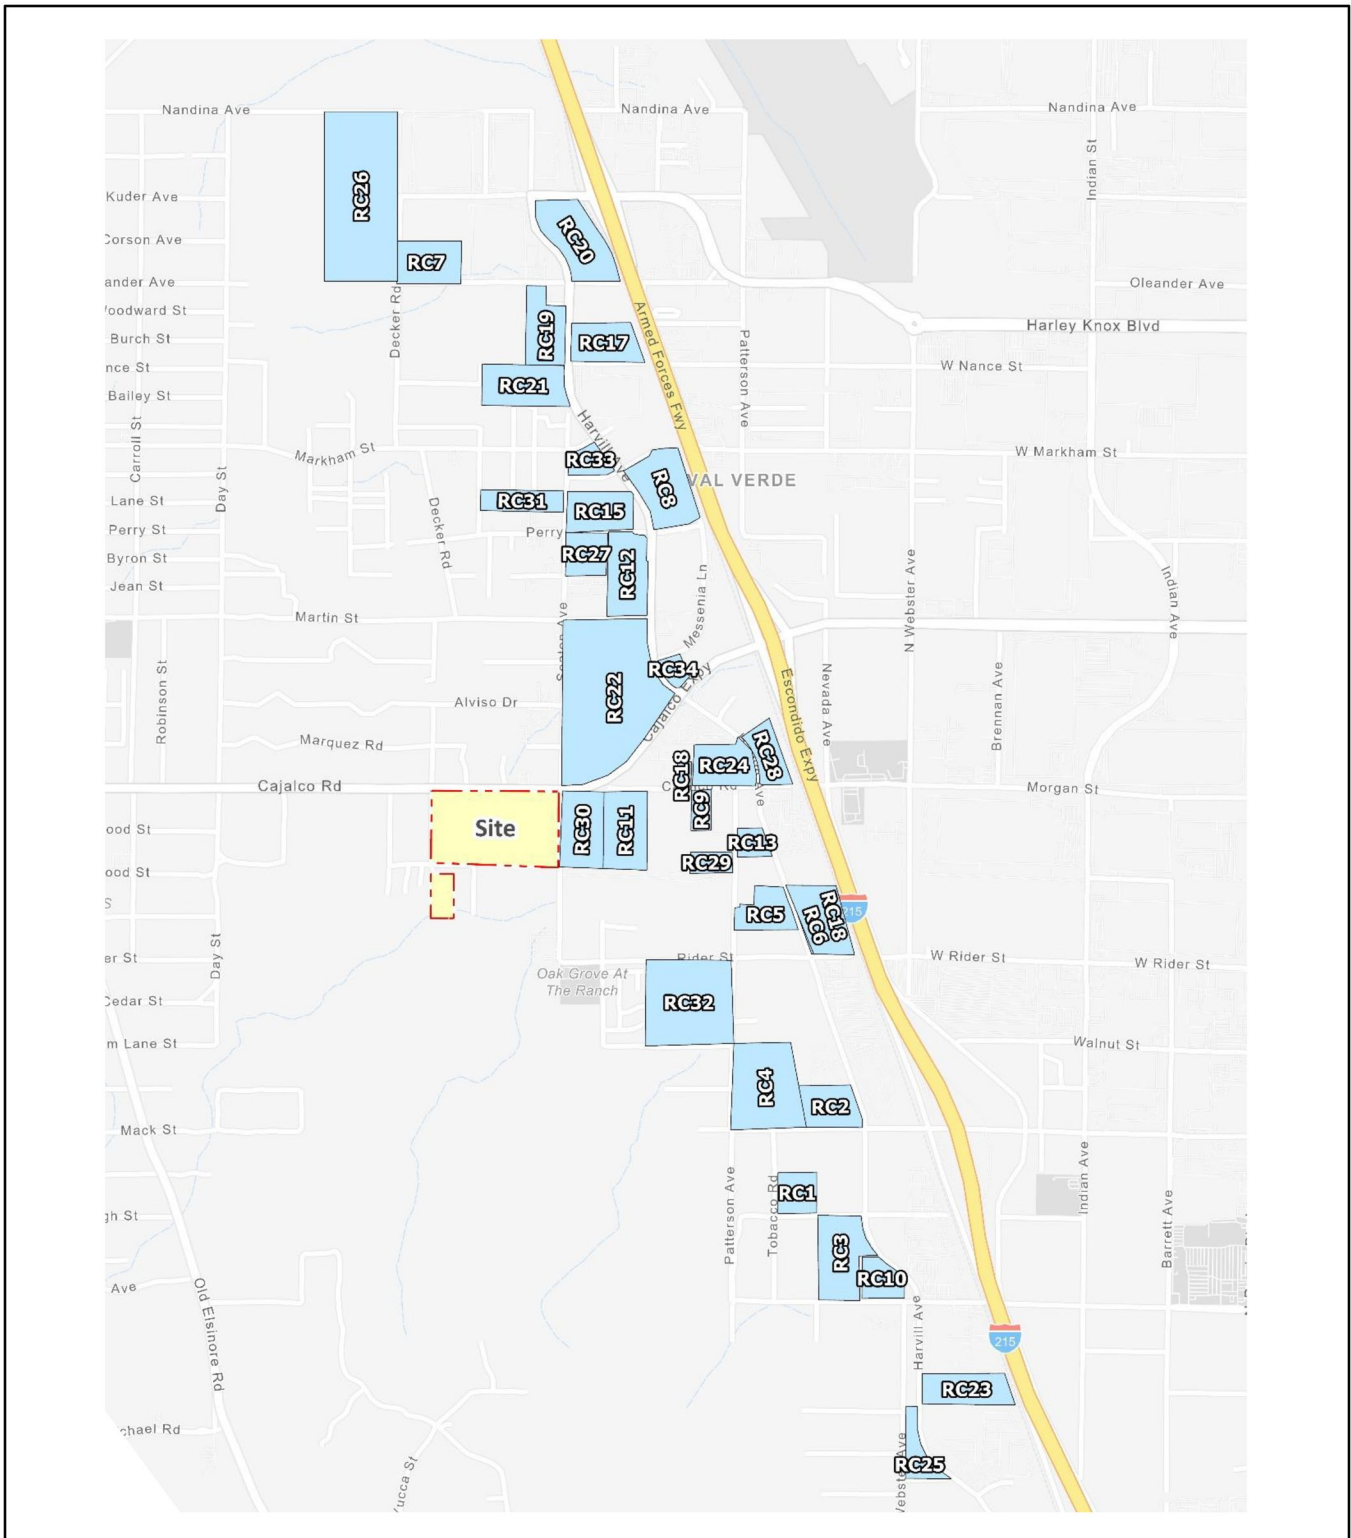 Nandina Ave
Nandina Ave
Nandina Ave
Indian St
RC26
Kuder Ave
Corson Ave
RC20
RC7
ander Ave
Oleander Ave
Woodward St
Decker Rd
RC19
Armed Forces Fwy
Harley Knox Blvd
Burch St
RC17
Patterson Ave
nce St
W Nance St
RC21
Bailey St
Carroll St
Harvill Ave
Markham St
W Markham St
RC33
Day St
RC8
VAL VERDE
Lane St
RC31
RC15
Perry St
Decker Rd
Perry
Byron St
RC27
RC12
Jean St
Messenia Ln
N Webster Ave
Indian Ave
Martin St
RC34
Robinson St
RC22
Cajalco Expy
Escondido Expy
Nevada Ave
Brennan Ave
Alviso Dr
Marquez Rd
RC28
RC24
RC18
Cajalco Rd
Morgan St
RC9
Site
RC30
RC11
ood St
RC13
RC29
ood St
S
RC5
RC6
RC18
215
Day St
er St
Rider St
W Rider St
W Rider St
Oak Grove At
The Ranch
Cedar St
RC32
m Lane St
Walnut St
RC4
RC2
Mack St
Patterson Ave
Tobacco Rd
RC1
Indian Ave
Barrett Ave
gh St
RC3
RC10
Ave
Old Elsinore Rd
Harvill Ave
215
RC23
chael Rd
RC25
Yucca St